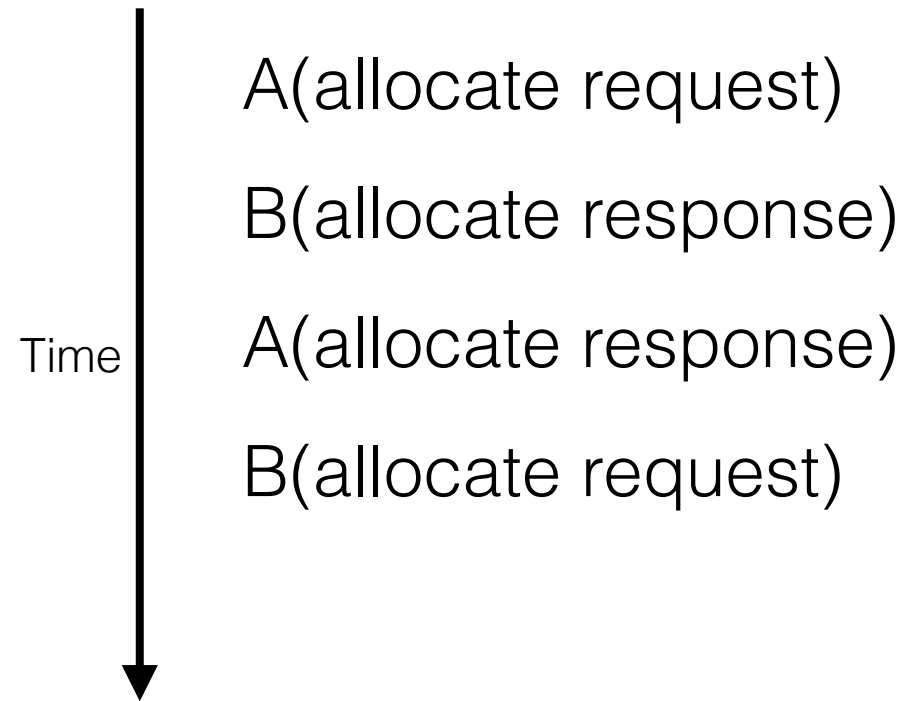 A(allocate request)
B(allocate response)
Time
A(allocate response)
B(allocate request)